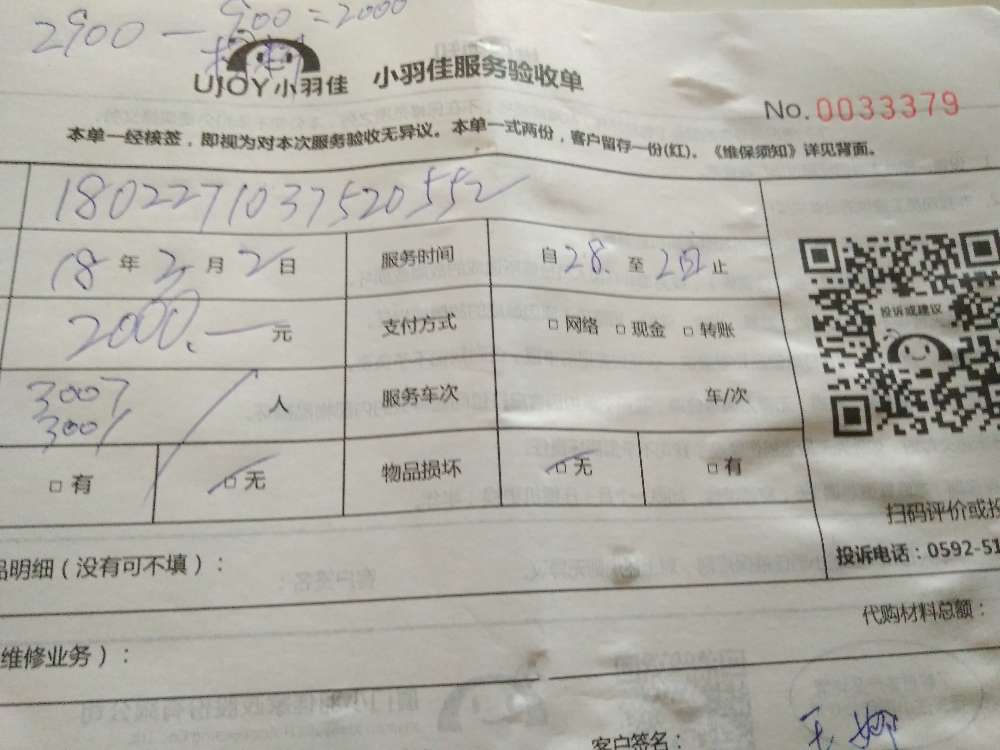 2900 — 900 = 2000
UJOY小羽佳 小羽佳服务验收单
No. 0033379
本单一经核签，即视为对本次服务验收无异议。本单一式两份，客户留存一份(红)。《维保须知》详见背面。
1802271037520552
18 年 2 月 2 日 服务时间 自 28. 至 止
2000. 元 支付方式 □ 网络 □ 现金 □ 转账
投诉或建议
3007
3001 人 服务车次 车/次
□ 有 □ 无 物品损坏 □ 无 □ 有
扫码评价或投
投诉电话：0592-51
品明细（没有可不填）：
代购材料总额：
维修业务）：
客户签名：